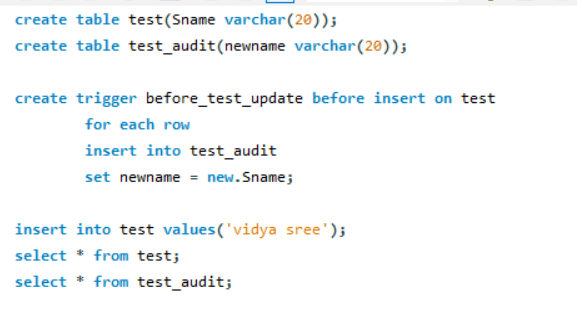 create table test(Sname varchar(20));
create table test_audit(newname varchar(20));
create trigger before_test_update before insert on test
for each row
insert into test_audit
set newname = new.Sname;
insert into test values('vidya sree');
select * from test;
select * from test_audit;